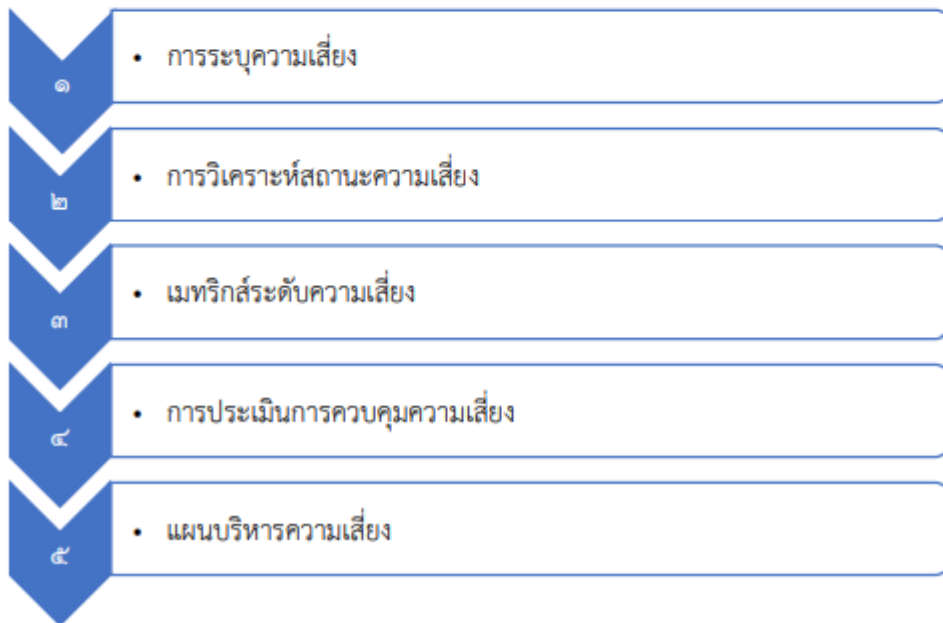 ๑
• การระบุความเสี่ยง
๒
• การวิเคราะห์สถานะความเสี่ยง
๓
• เมทริกส์ระดับความเสี่ยง
๔
• การประเมินการควบคุมความเสี่ยง
๕
• แผนบริหารความเสี่ยง